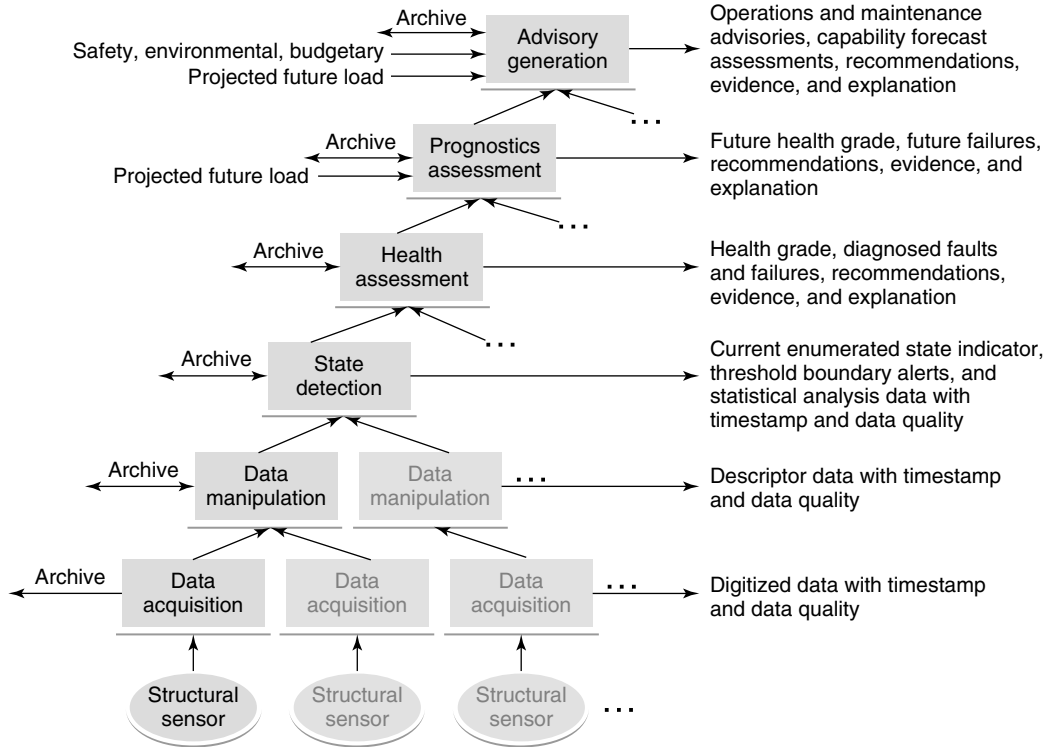 Archive
Safety, environmental, budgetary
Projected future load
Advisory
generation
Operations and maintenance
advisories, capability forecast
assessments, recommendations,
evidence, and explanation
...
Archive
Projected future load
Prognostics
assessment
Future health grade, future failures,
recommendations, evidence, and
explanation
...
Archive
Health
assessment
Health grade, diagnosed faults
and failures, recommendations,
evidence, and explanation
...
Archive
State
detection
Current enumerated state indicator,
threshold boundary alerts, and
statistical analysis data with
timestamp and data quality
Archive
Data
manipulation
Data
manipulation
...
Descriptor data with timestamp
and data quality
Archive
Data
acquisition
Data
acquisition
Data
acquisition
...
Digitized data with timestamp
and data quality
Structural
sensor
Structural
sensor
Structural
sensor
...